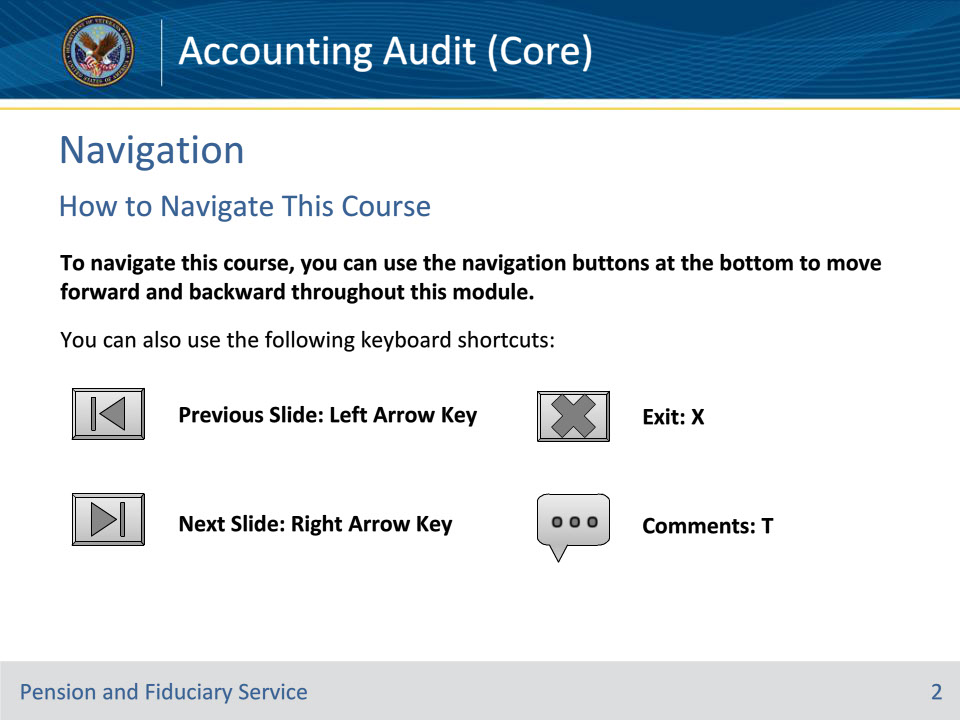 Accounting Audit (Core)
Navigation
How to Navigate This Course
To navigate this course, you can use the navigation buttons at the bottom to move
forward and backward throughout this module.
You can also use the following keyboard shortcuts:
Previous Slide: Left Arrow Key
Exit: X
Next Slide: Right Arrow Key
Comments: T
Pension and Fiduciary Service
2